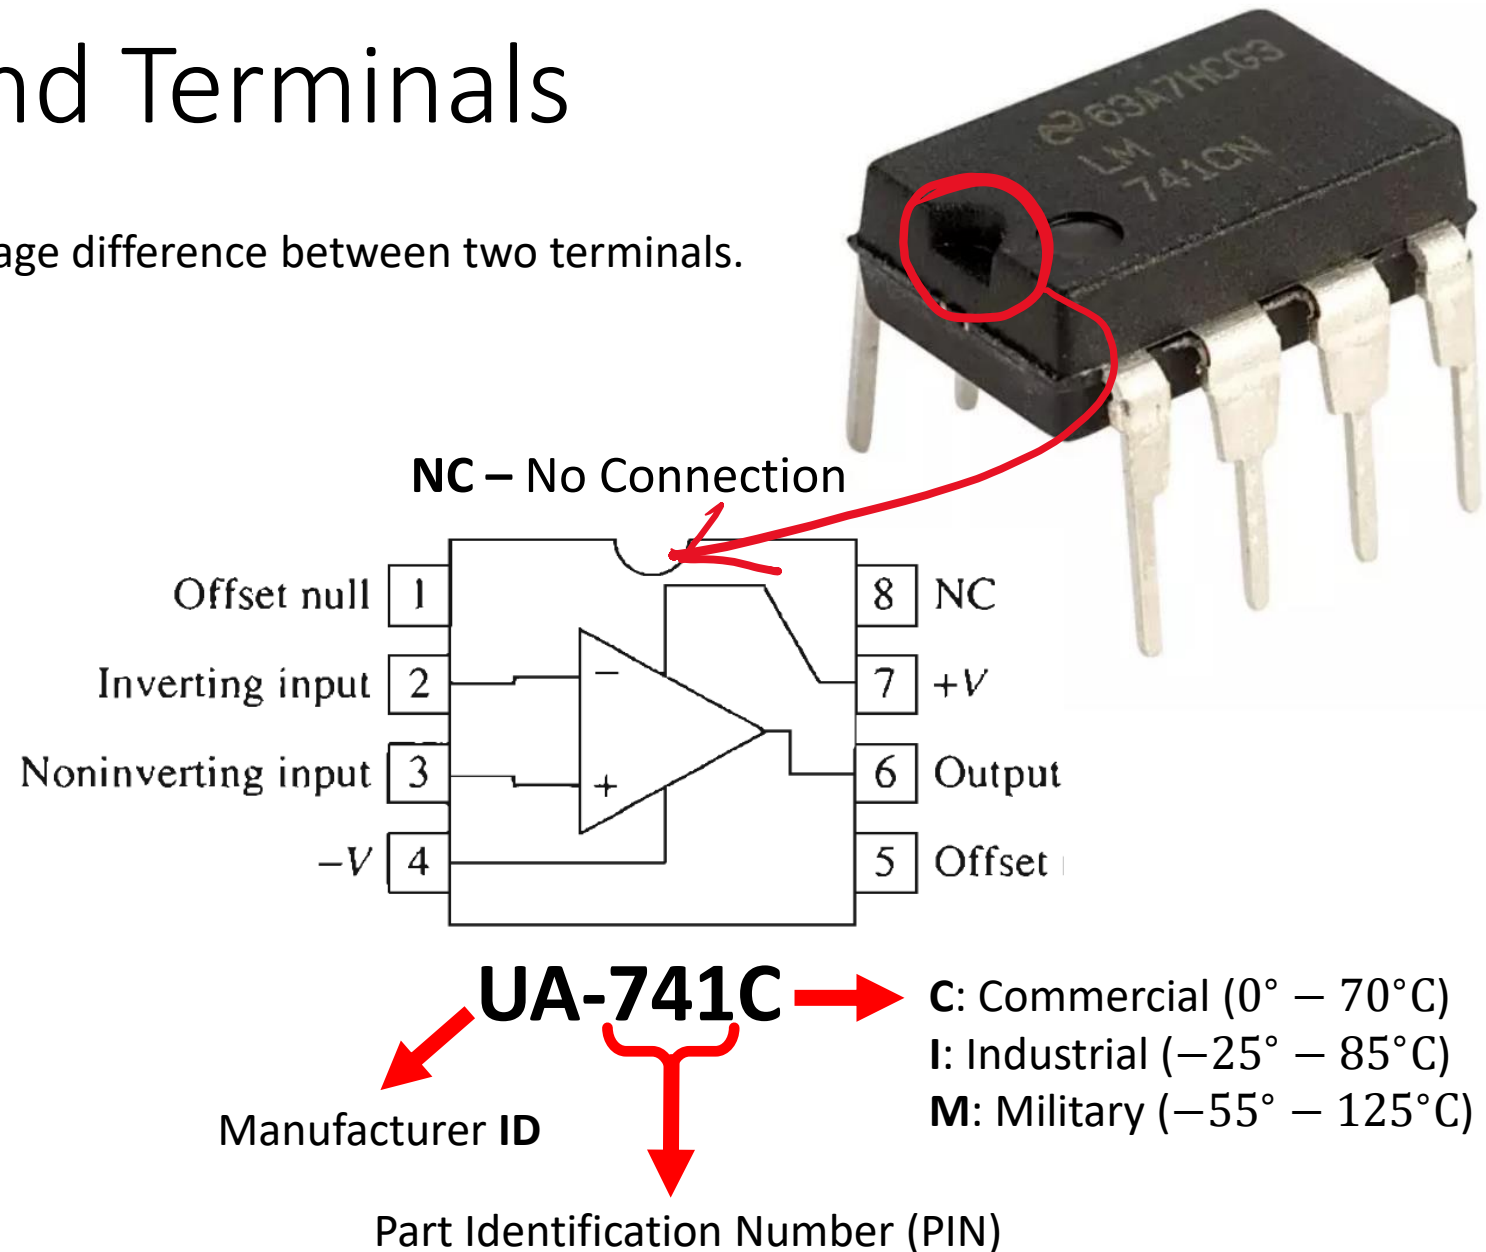 nd Terminals
age difference between two terminals.
63A7HCG3
LM
741CN
NC – No Connection
Offset null 1
8 NC
Inverting input 2
−
7 +V
Noninverting input 3
+
6 Output
−V 4
5 Offset
UA-741C
C: Commercial (0° − 70°C)
I: Industrial (−25° − 85°C)
M: Military (−55° − 125°C)
Manufacturer ID
Part Identification Number (PIN)